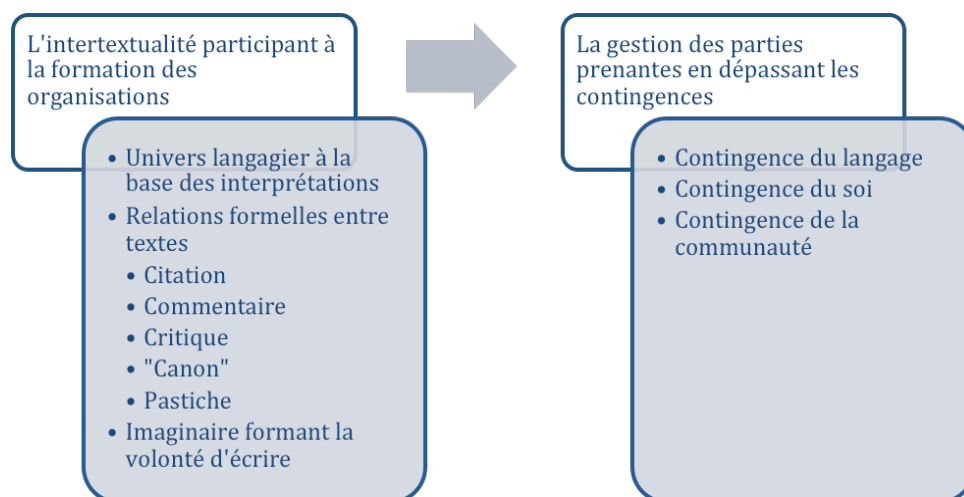 L'intertextualité participant à
la formation des
organisations
• Univers langagier à la
base des interprétations
• Relations formelles entre
textes
• Citation
• Commentaire
• Critique
• "Canon"
• Pastiche
• Imaginaire formant la
volonté d'écrire
La gestion des parties
prenantes en dépassant les
contingences
• Contingence du langage
• Contingence du soi
• Contingence de la
communauté